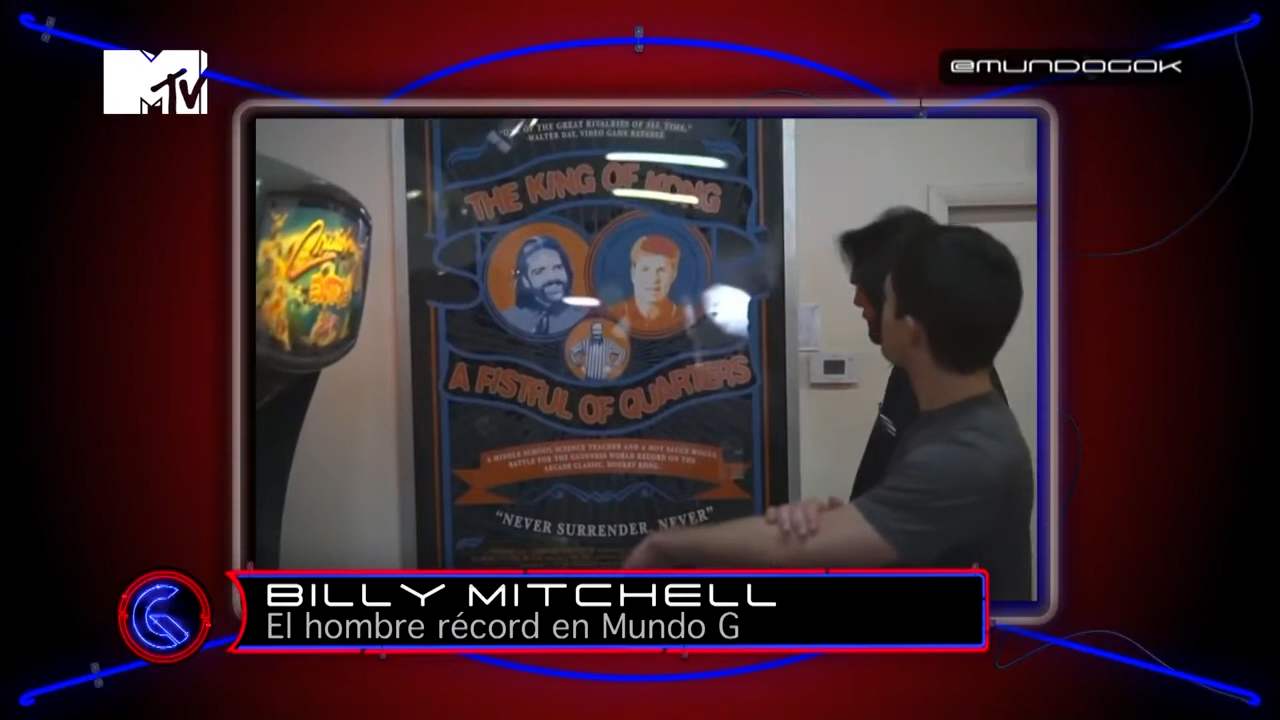 MTV
@MUNDOGOK
OF THE GREAT RIVALRIES OF ALL TIME."
-WALTER DAY, VIDEO GAME REFEREE
THE KING OF KONG
A FISTFUL OF QUARTERS
A MIDDLE SCHOOL SCIENCE TEACHER AND A HOT SAUCE MOGUL
BATTLE FOR THE GUINNESS WORLD RECORD ON THE
ARCADE CLASSIC, DONKEY KONG.
"NEVER SURRENDER. NEVER"
BILLY MITCHELL
El hombre récord en Mundo G